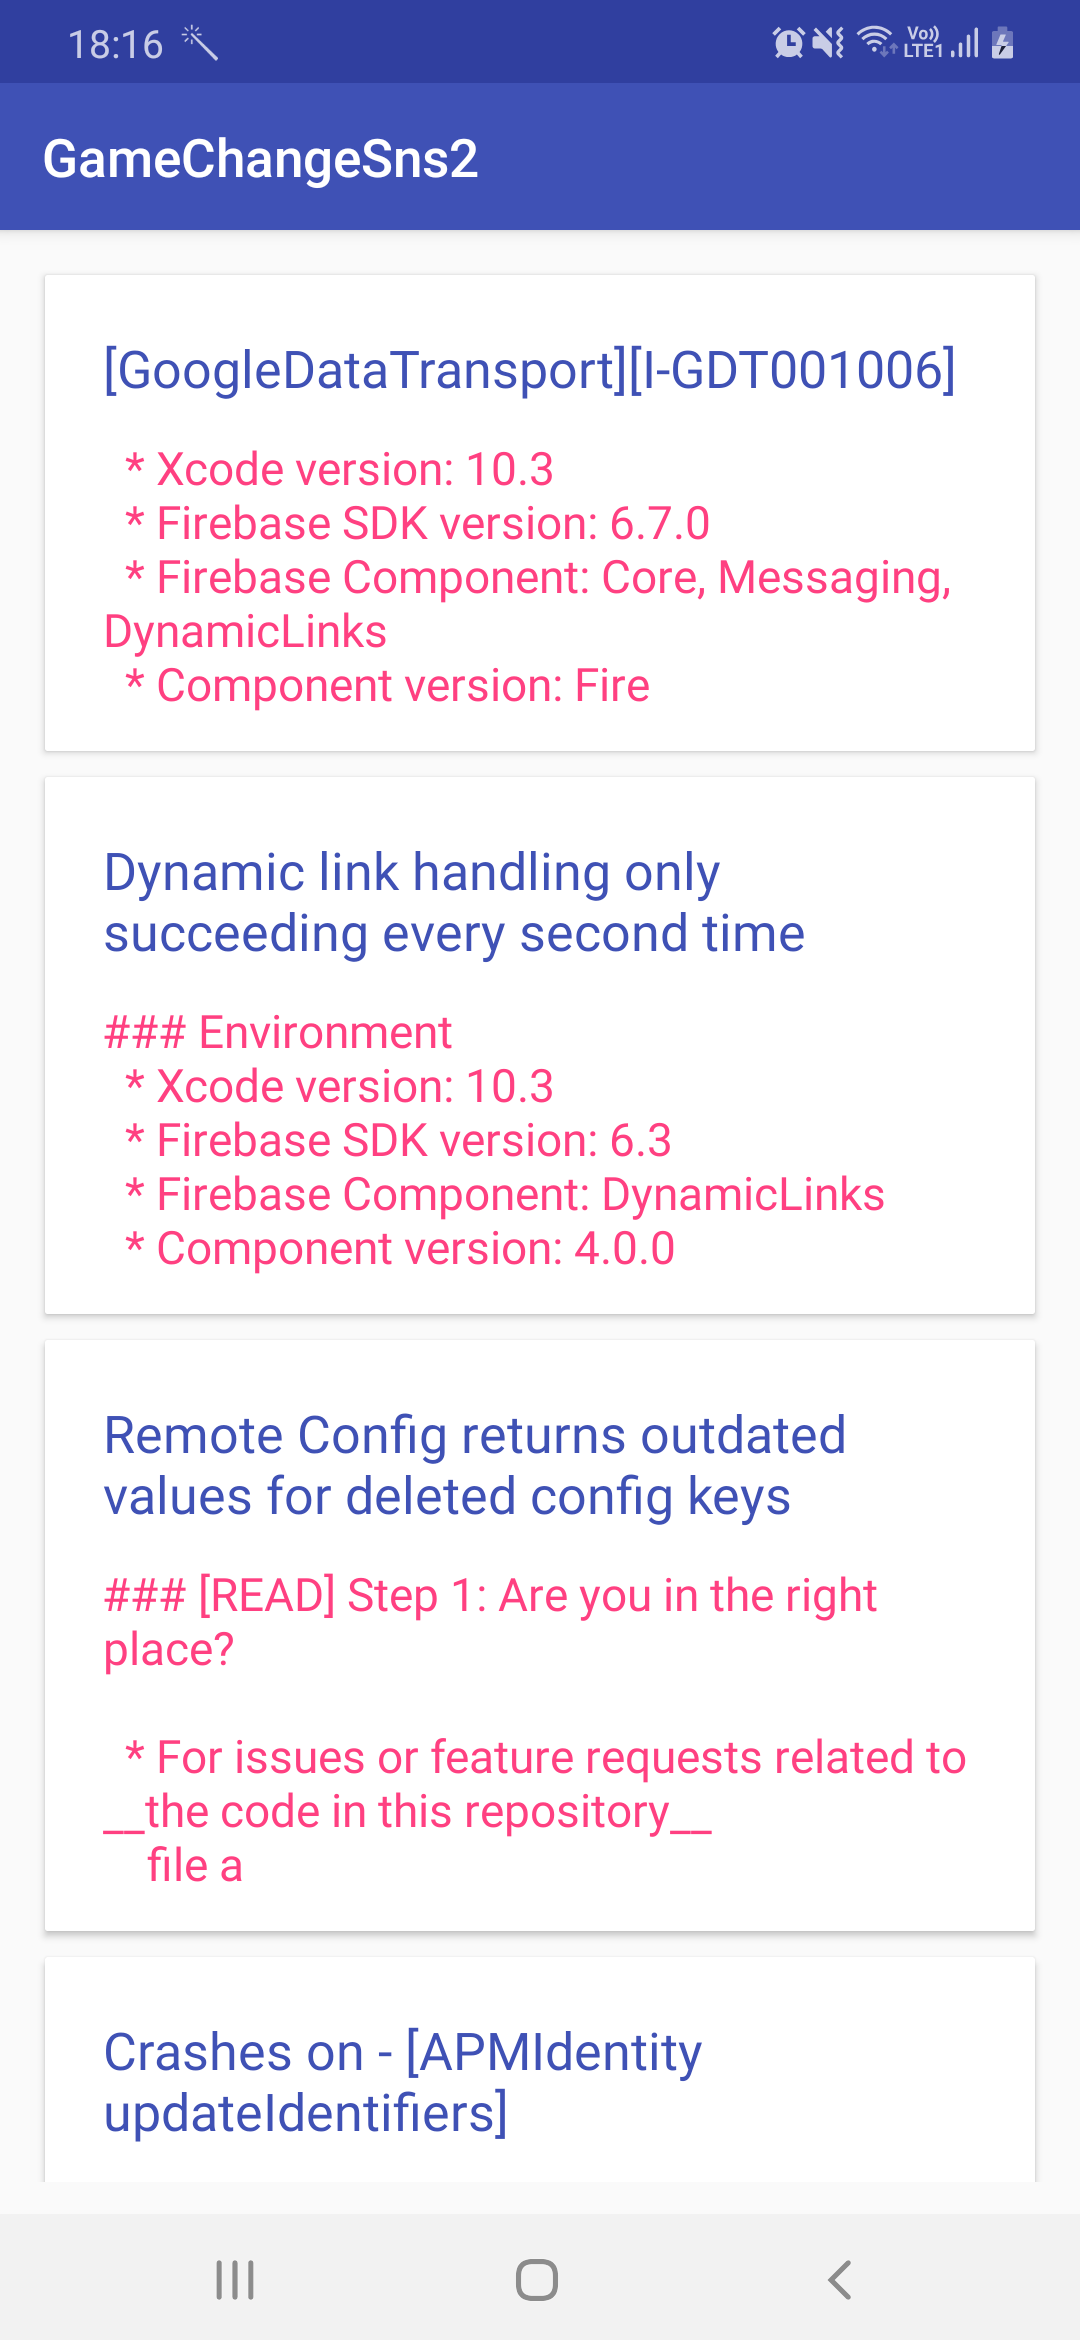 18:16
Vo))
LTE1
GameChangeSns2
[GoogleDataTransport][I-GDT001006]
* Xcode version: 10.3
* Firebase SDK version: 6.7.0
* Firebase Component: Core, Messaging,
DynamicLinks
* Component version: Fire
Dynamic link handling only
succeeding every second time
### Environment
* Xcode version: 10.3
* Firebase SDK version: 6.3
* Firebase Component: DynamicLinks
* Component version: 4.0.0
Remote Config returns outdated
values for deleted config keys
### [READ] Step 1: Are you in the right
place?
* For issues or feature requests related to
__the code in this repository__
file a
Crashes on - [APMIdentity
updateIdentifiers]